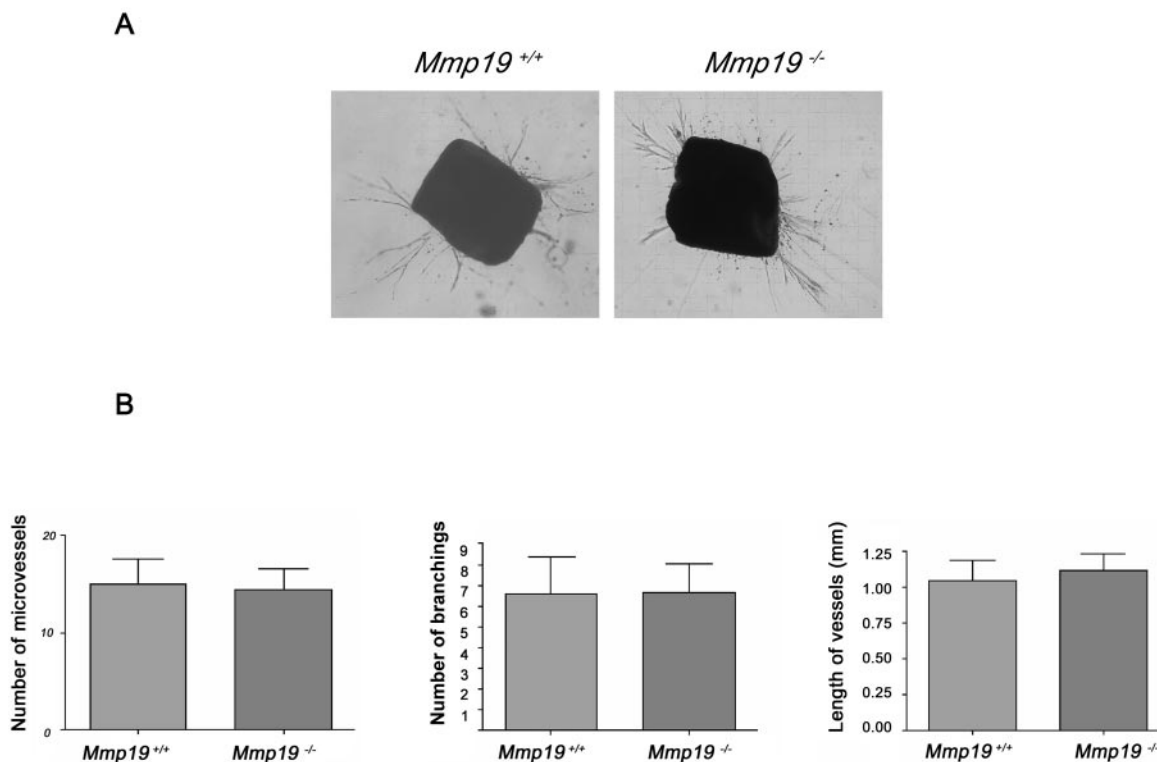 A
Mmp19 +/+
Mmp19 -/-
B
Number of microvessels
20
10
0
Mmp19 +/+
Mmp19 -/-
Number of branchings
9
8
7
6
5
4
3
2
1
Mmp19 +/+
Mmp19 -/-
Length of vessels (mm)
1.25
1.00
0.75
0.50
0.25
0.00
Mmp19 +/+
Mmp19 -/-